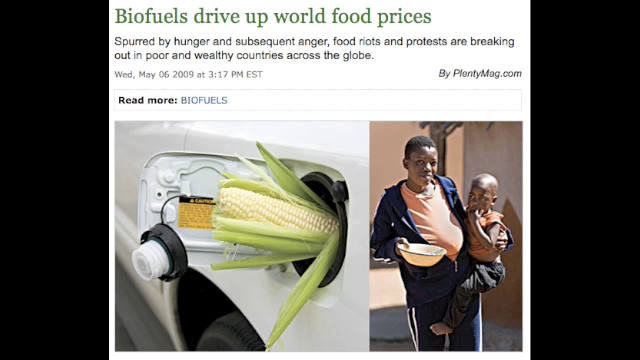 Biofuels drive up world food prices
Spurred by hunger and subsequent anger, food riots and protests are breaking
out in poor and wealthy countries across the globe.
Wed, May 06 2009 at 3:17 PM EST
By PlentyMag.com
Read more: BIOFUELS
CAUTION